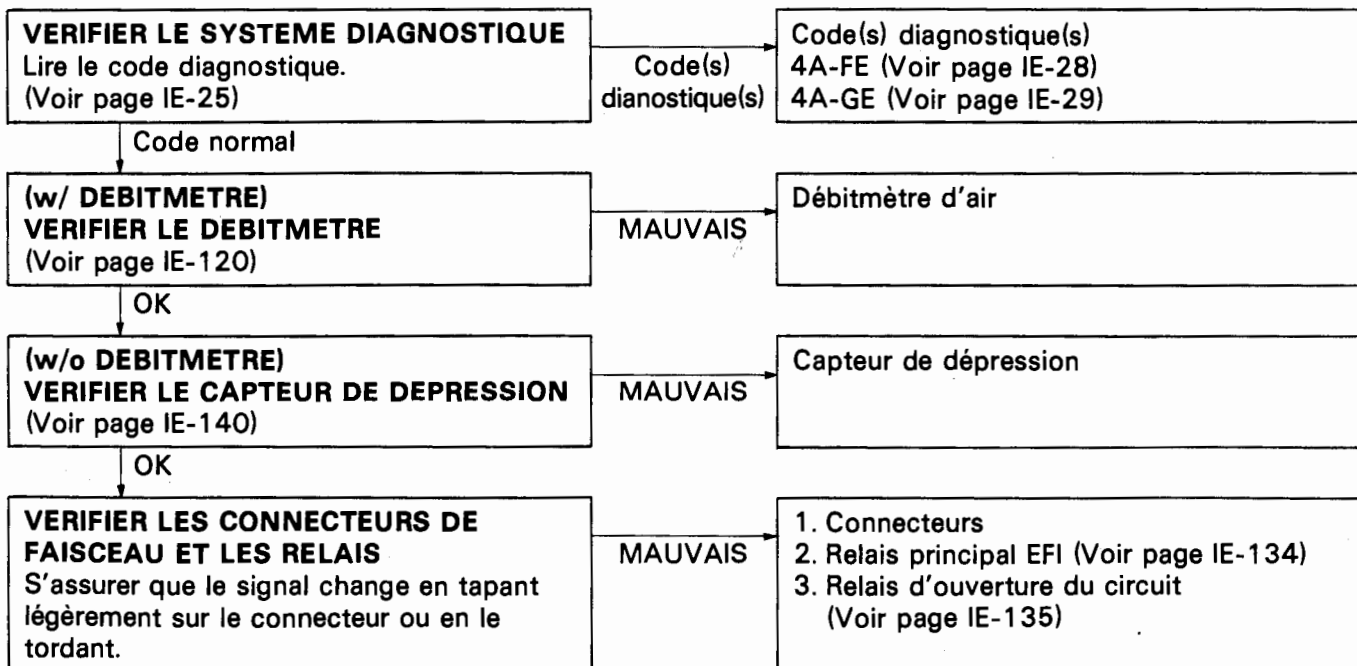 VERIFIER LE SYSTEME DIAGNOSTIQUE
Lire le code diagnostique.
(Voir page IE-25)
Code(s)
dianostique(s)
Code(s) diagnostique(s)
4A-FE (Voir page IE-28)
4A-GE (Voir page IE-29)
Code normal
(w/ DEBITMETRE)
VERIFIER LE DEBITMETRE
(Voir page IE-120)
MAUVAIS
Débitmètre d'air
OK
(w/o DEBITMETRE)
VERIFIER LE CAPTEUR DE DEPRESSION
(Voir page IE-140)
MAUVAIS
Capteur de dépression
OK
VERIFIER LES CONNECTEURS DE
FAISCEAU ET LES RELAIS
S'assurer que le signal change en tapant
légèrement sur le connecteur ou en le
tordant.
MAUVAIS
1. Connecteurs
2. Relais principal EFI (Voir page IE-134)
3. Relais d'ouverture du circuit
(Voir page IE-135)